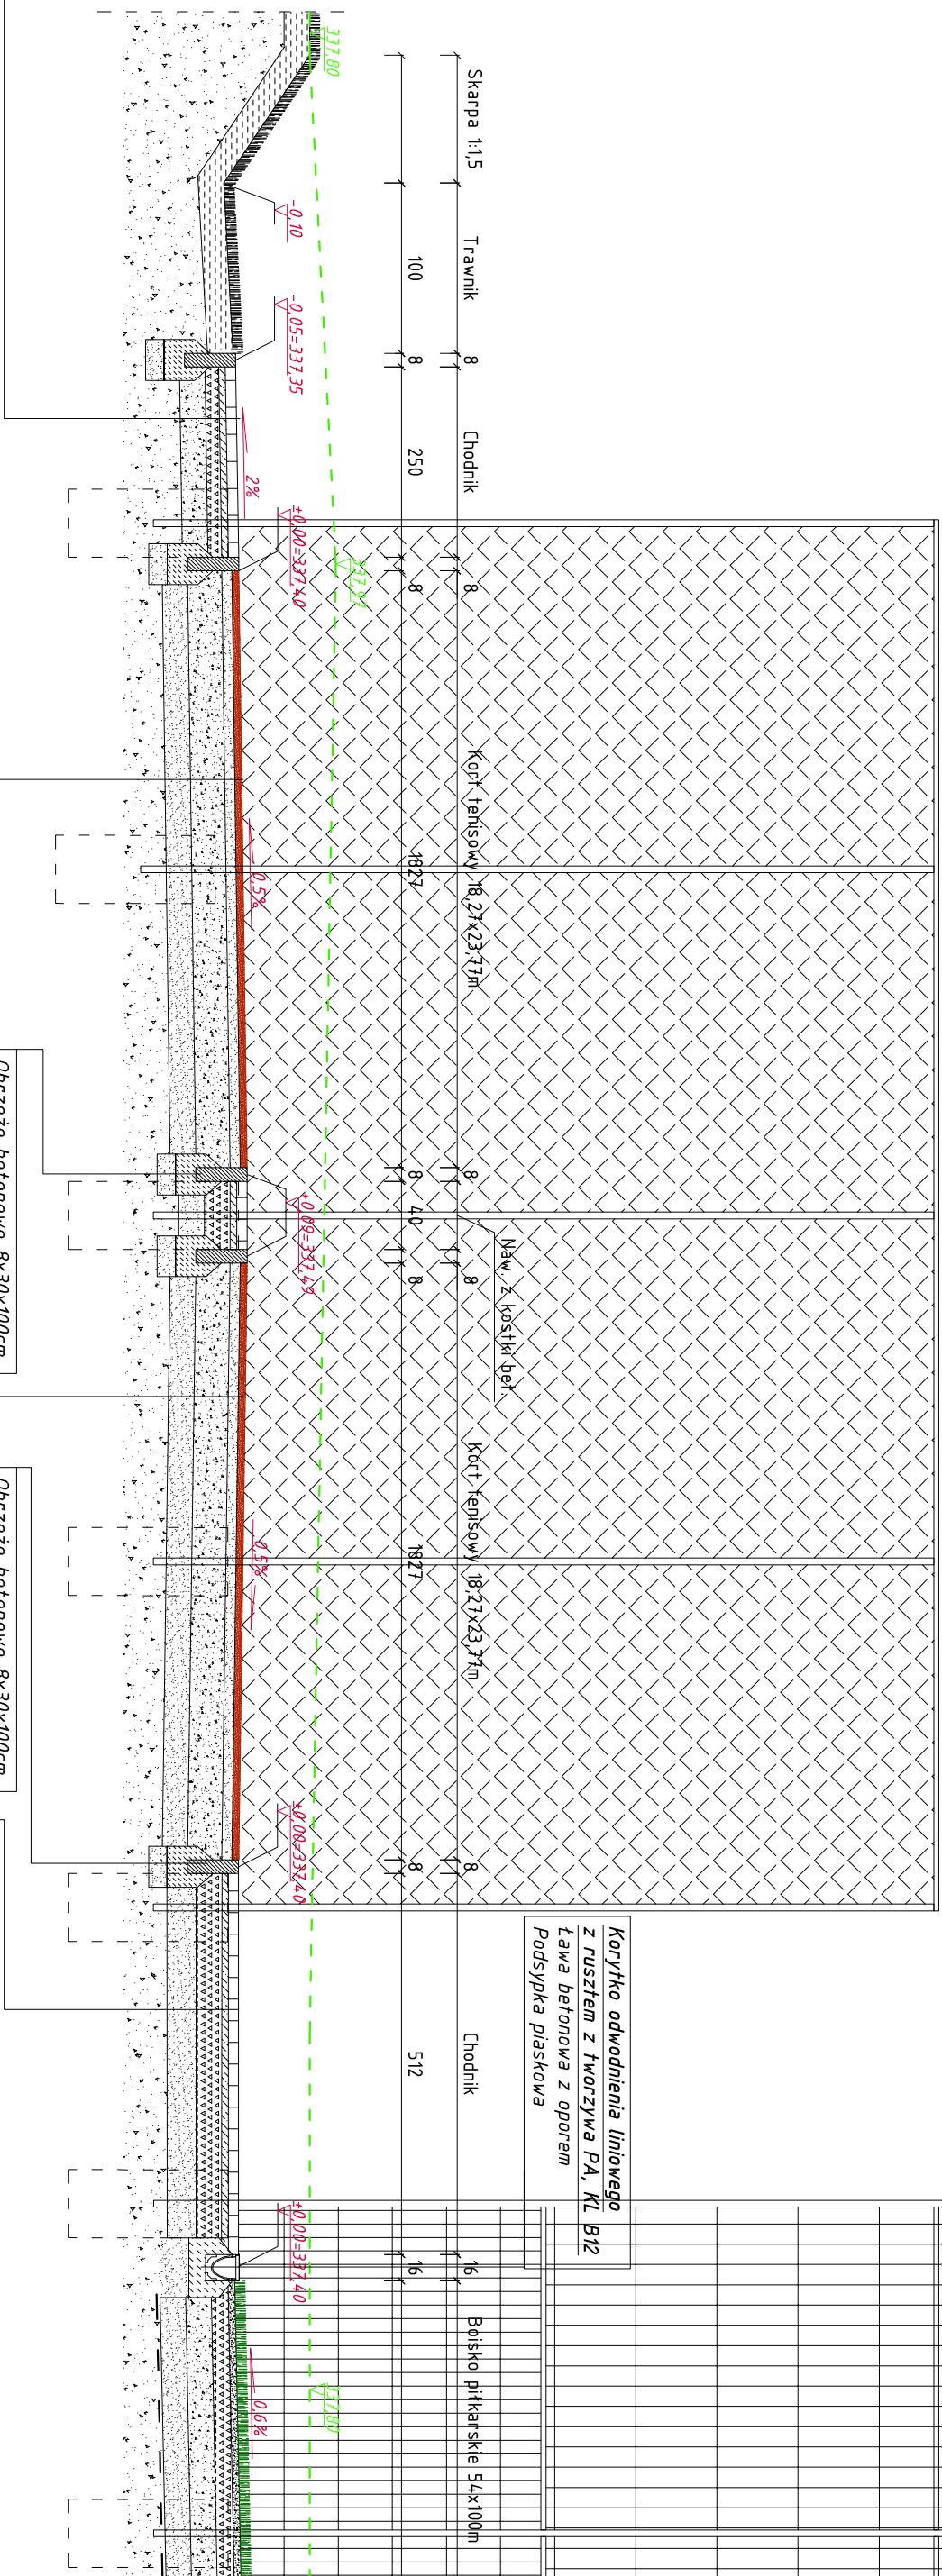 Skarpa 1:1,5
Trawnik
8
Chodnik
8
Kort tenisowy 18,27x23,77m
8
8
Naw. z kostki bet.
Kort tenisowy 18,27x23,77m
8
Chodnik
16
Boisko piłkarskie 54x100m
100
8
250
8
1827
8
40
8
1827
8
512
16
Korytko odwodnienia liniowego
z rusztem z tworzywa PA, KL B12
Ława betonowa z oporem
Podsypka piaskowa
337,80
-0,10
-0,05=337,35
2%
±0,00=337,40
337,97
0,5%
+0,09=337,49
0,5%
±0,00=337,40
±0,00=337,40
337,80
0,6%
Obrzeże betonowe 8x30x100cm
Obrzeże betonowe 8x30x100cm